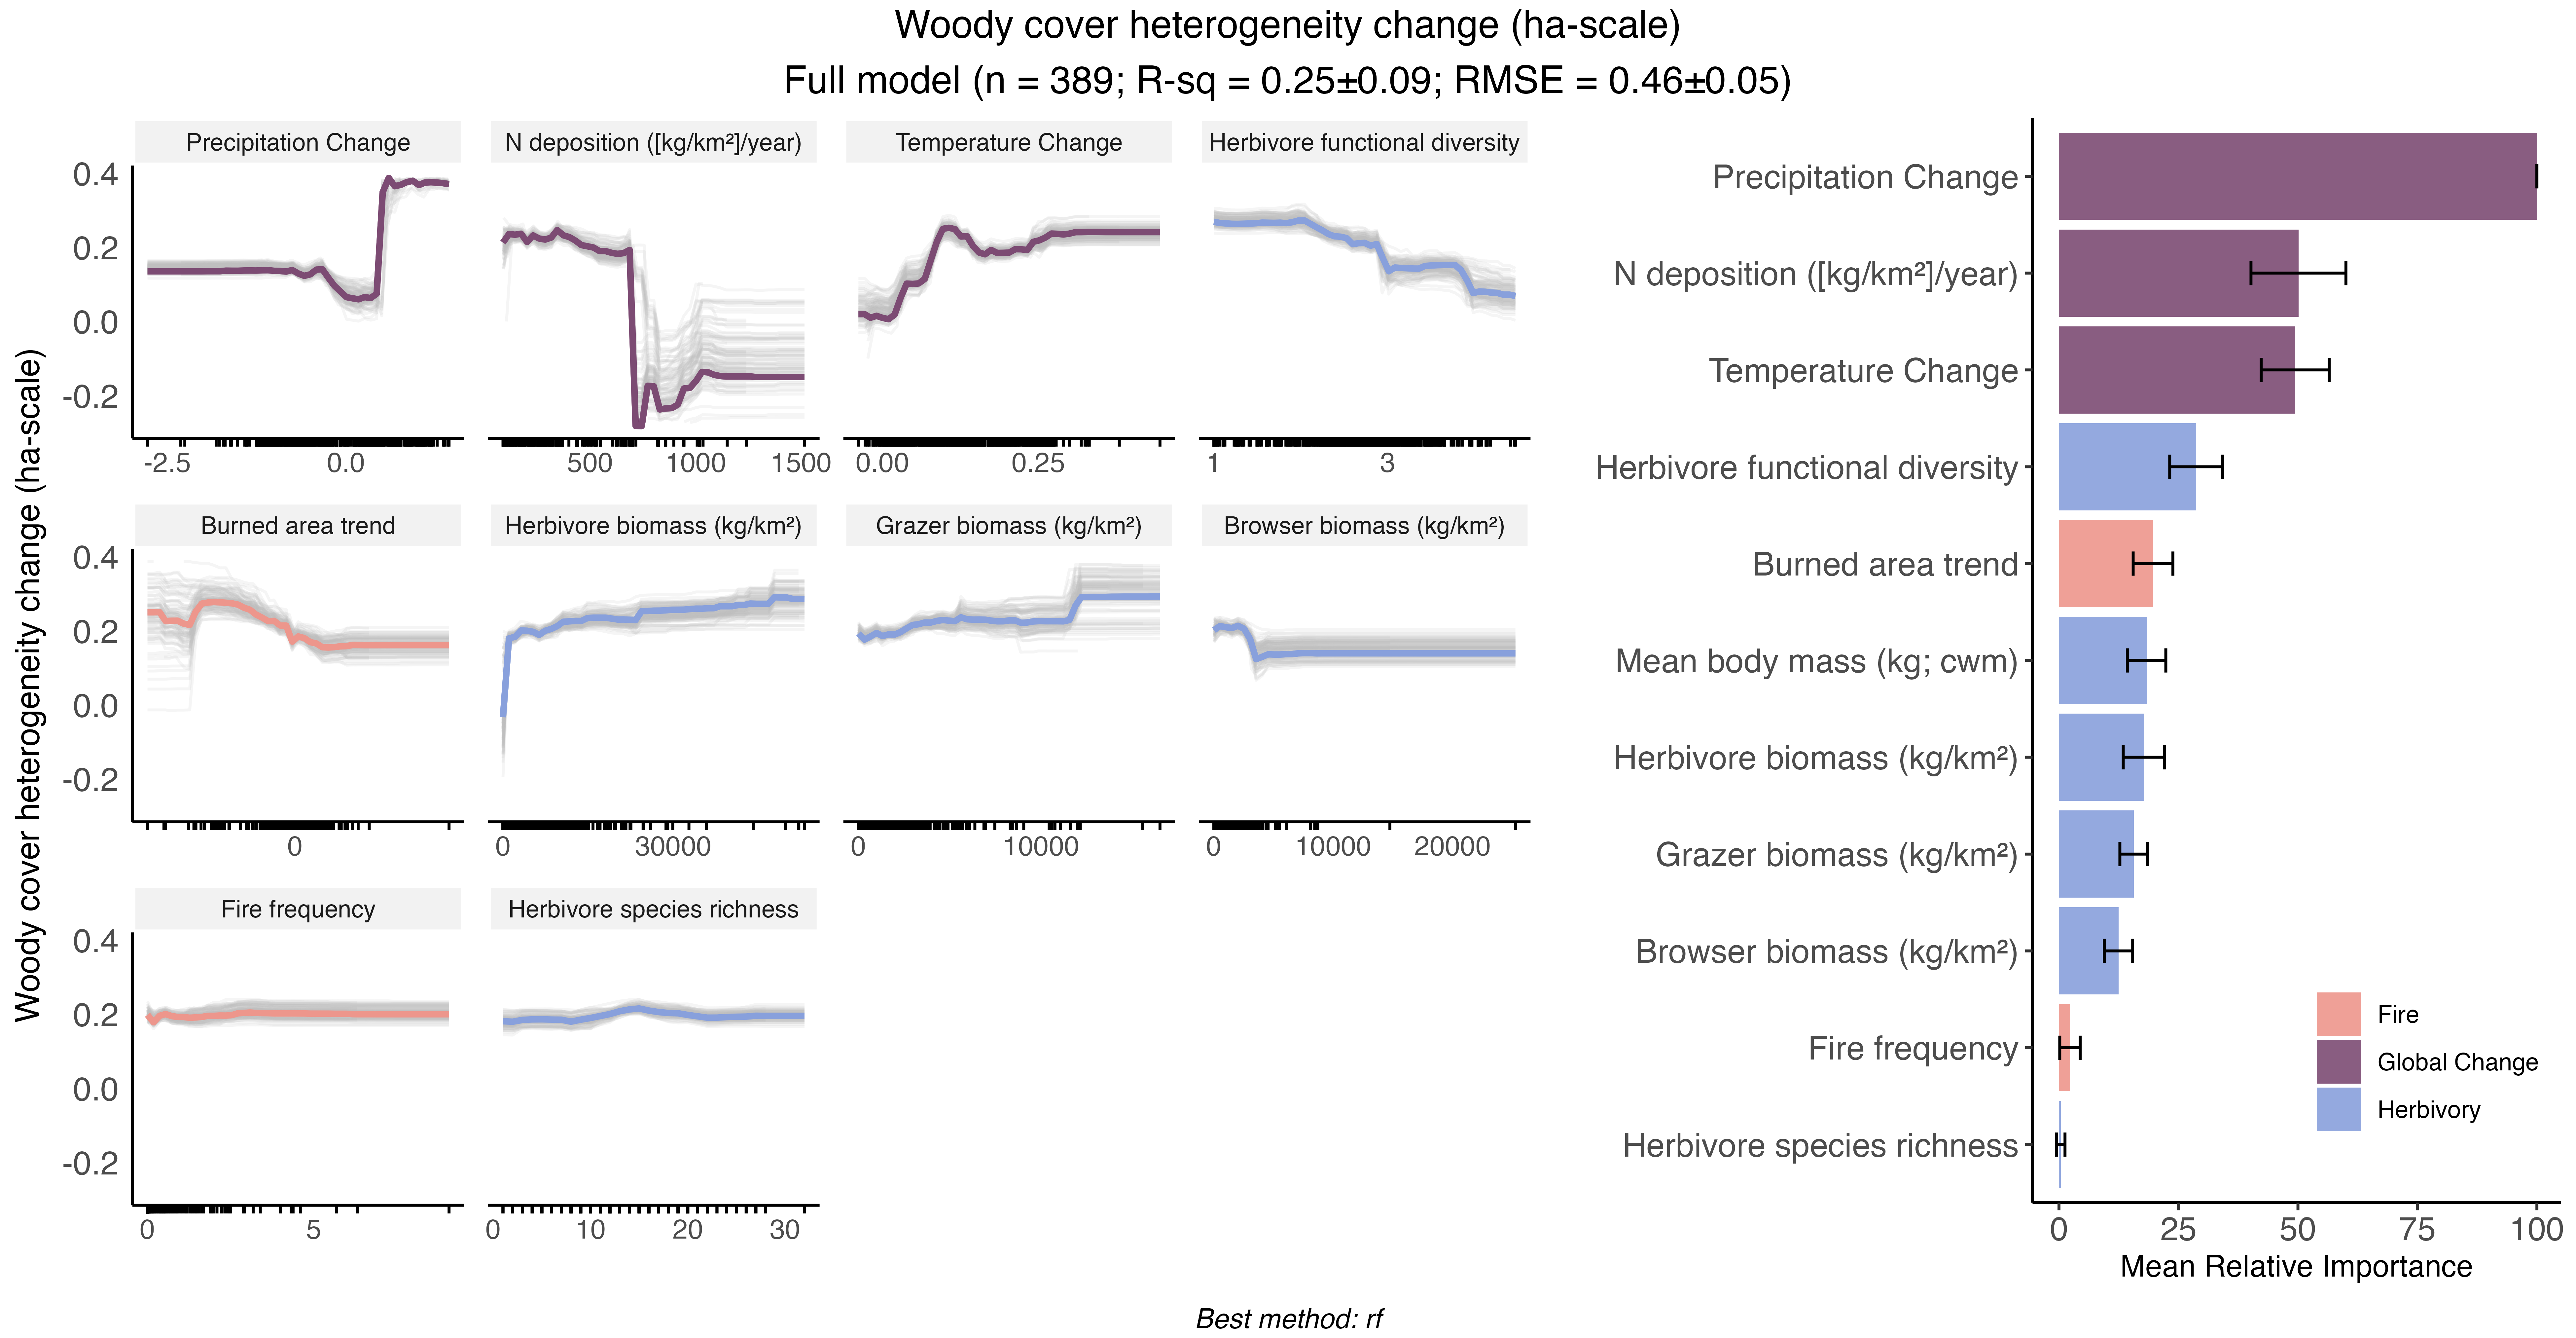 Woody cover heterogeneity change (ha-scale)
Full model (n = 389; R-sq = 0.25±0.09; RMSE = 0.46±0.05)
Woody cover heterogeneity change (ha-scale)
Precipitation Change
N deposition ([kg/km²]/year)
Temperature Change
Herbivore functional diversity
0.4
0.2
0.0
-0.2
-2.5 0.0
500 1000 1500
0.00 0.25
1 3
Burned area trend
Herbivore biomass (kg/km²)
Grazer biomass (kg/km²)
Browser biomass (kg/km²)
0.4
0.2
0.0
-0.2
0
0 30000
0 10000
0 10000 20000
Fire frequency
Herbivore species richness
0.4
0.2
0.0
-0.2
0 5
0 10 20 30
Precipitation Change
N deposition ([kg/km²]/year)
Temperature Change
Herbivore functional diversity
Burned area trend
Mean body mass (kg; cwm)
Herbivore biomass (kg/km²)
Grazer biomass (kg/km²)
Browser biomass (kg/km²)
Fire frequency
Herbivore species richness
Fire
Global Change
Herbivory
0 25 50 75 100
Mean Relative Importance
Best method: rf